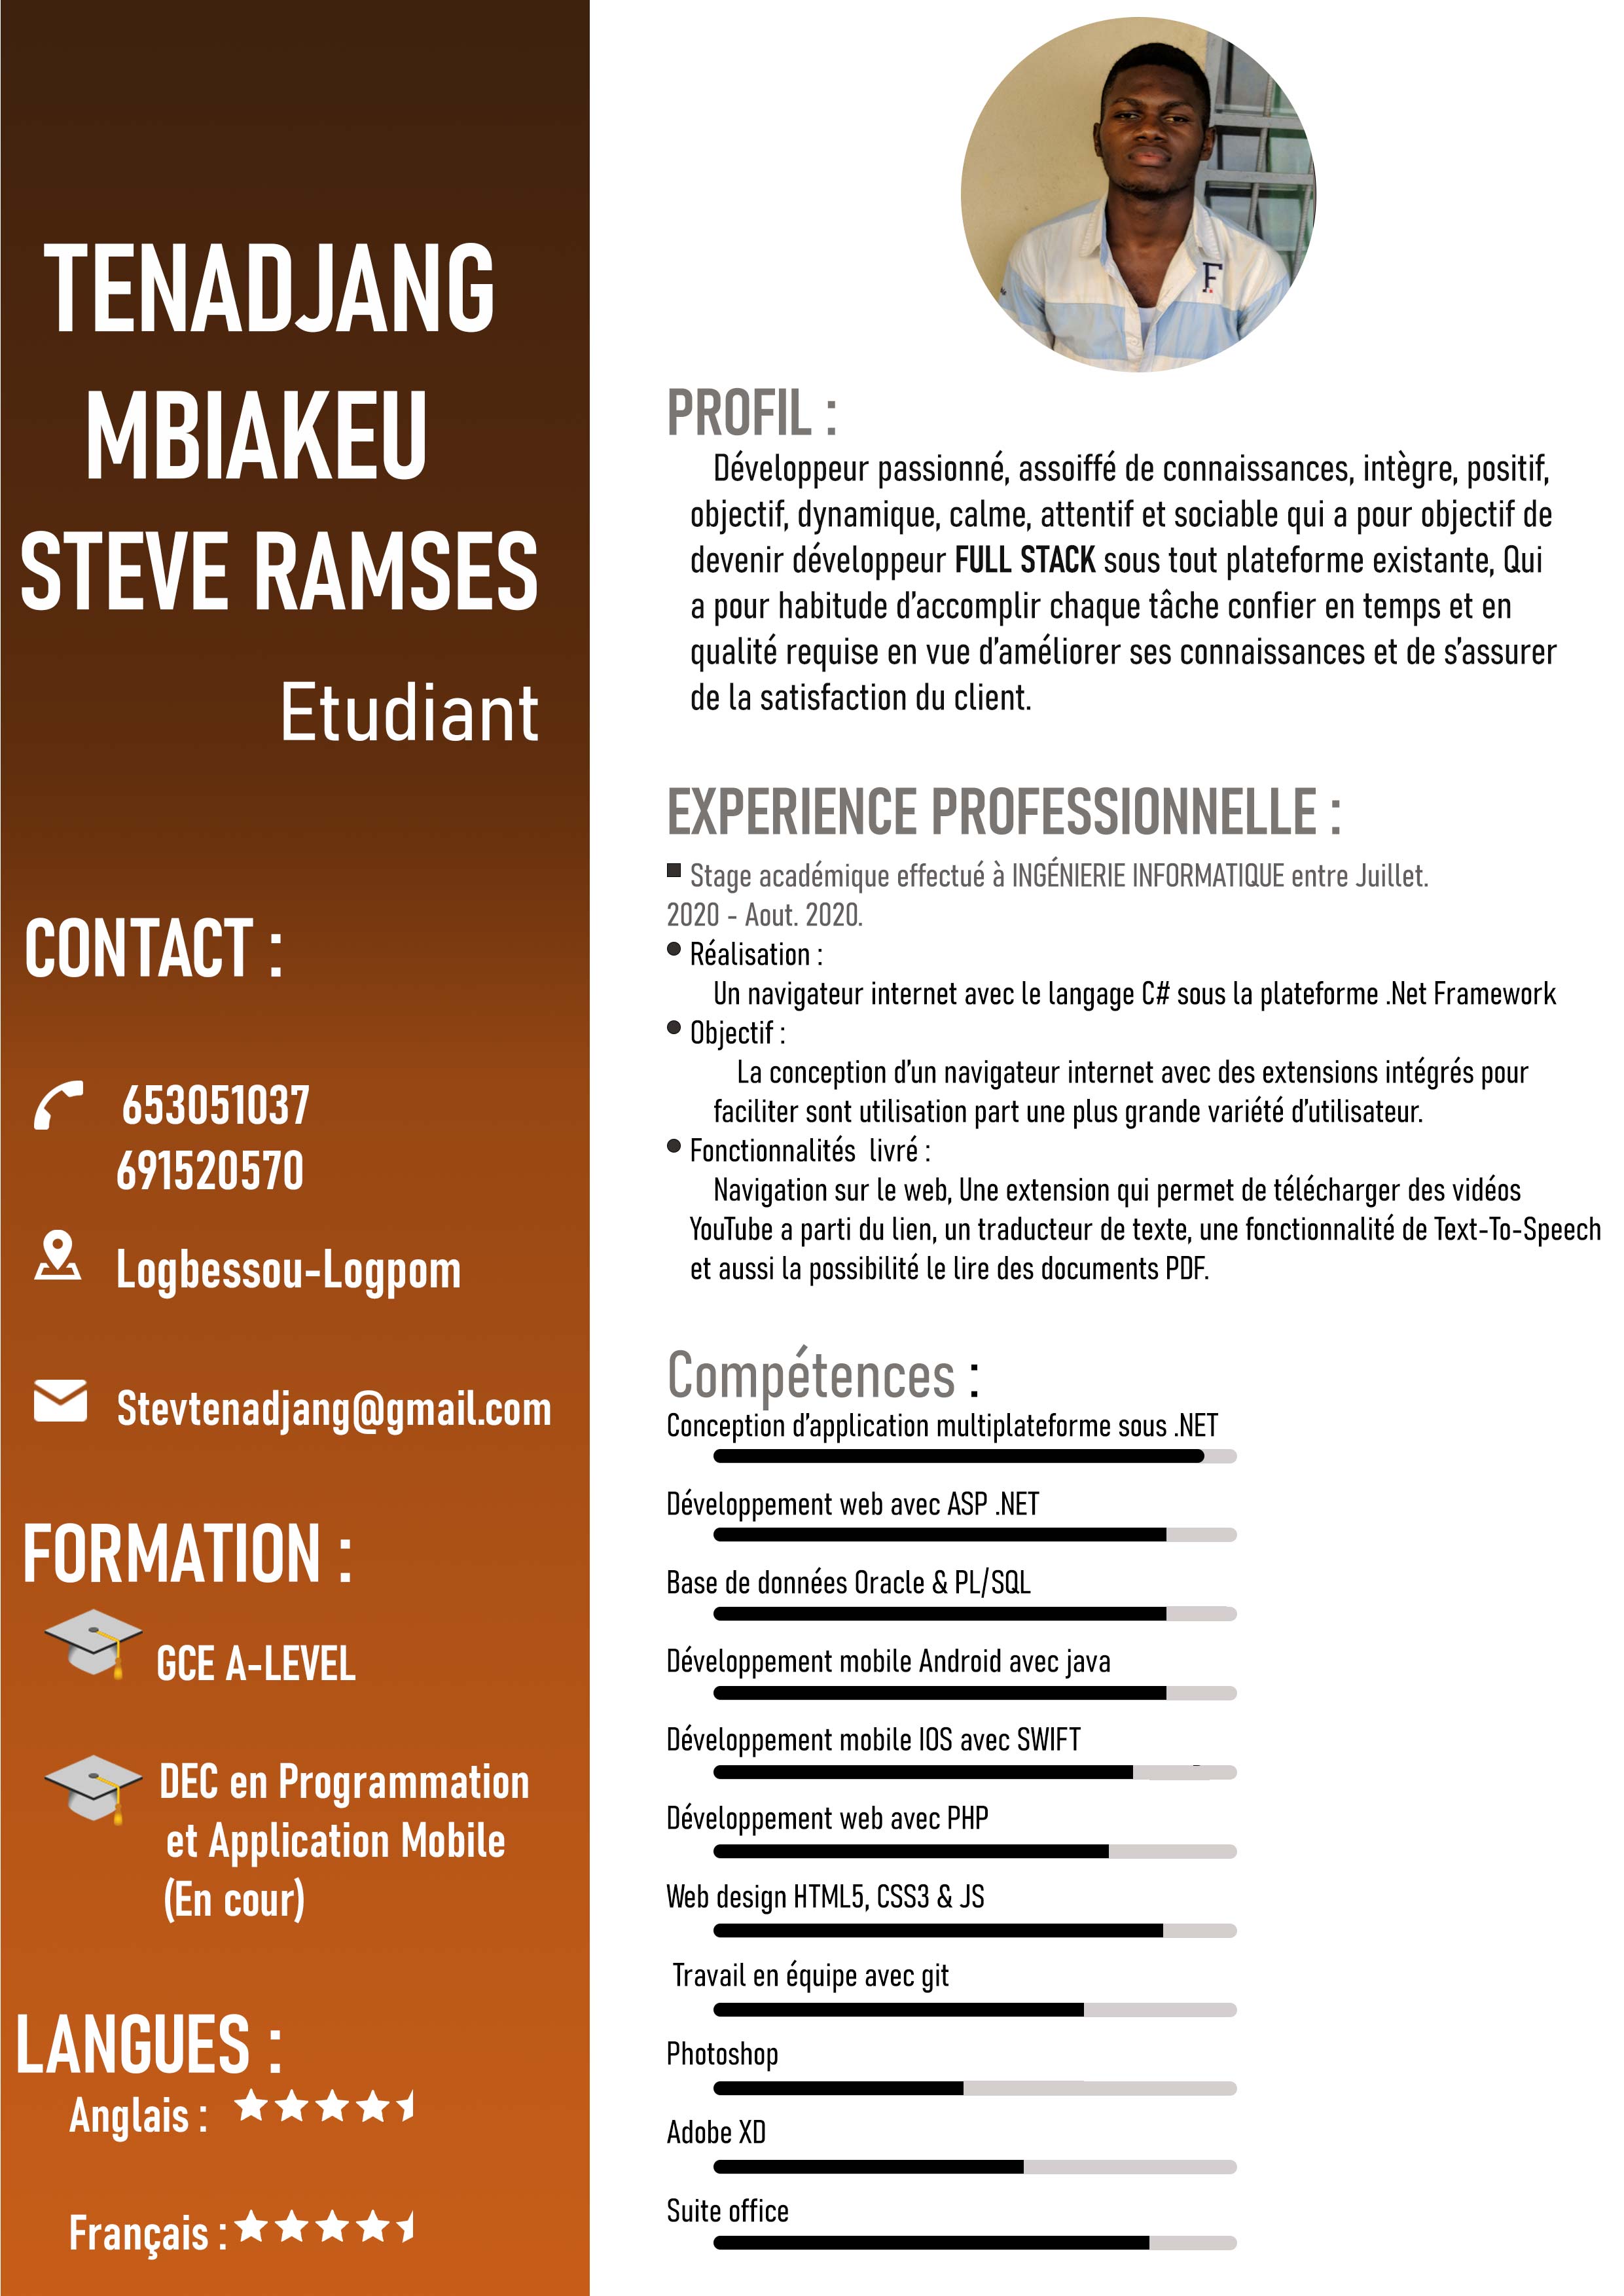 TENADJANG
MBIAKEU
STEVE RAMSES
Etudiant
CONTACT :
653051037
691520570
Logbessou-Logpom
Stevtenadjang@gmail.com
FORMATION :
GCE A-LEVEL
DEC en Programmation
et Application Mobile
(En cour)
LANGUES :
Anglais :
Français :
F
PROFIL :
Développeur passionné, assoiffé de connaissances, intègre, positif,
objectif, dynamique, calme, attentif et sociable qui a pour objectif de
devenir développeur FULL STACK sous tout plateforme existante, Qui
a pour habitude d’accomplir chaque tâche confier en temps et en
qualité requise en vue d’améliorer ses connaissances et de s’assurer
de la satisfaction du client.
EXPERIENCE PROFESSIONNELLE :
Stage académique effectué à INGÉNIERIE INFORMATIQUE entre Juillet.
2020 - Aout. 2020.
Réalisation :
Un navigateur internet avec le langage C# sous la plateforme .Net Framework
Objectif :
La conception d’un navigateur internet avec des extensions intégrés pour
faciliter sont utilisation part une plus grande variété d’utilisateur.
Fonctionnalités livré :
Navigation sur le web, Une extension qui permet de télécharger des vidéos
YouTube a parti du lien, un traducteur de texte, une fonctionnalité de Text-To-Speech
et aussi la possibilité le lire des documents PDF.
Compétences :
Conception d’application multiplateforme sous .NET
Développement web avec ASP .NET
Base de données Oracle & PL/SQL
Développement mobile Android avec java
Développement mobile IOS avec SWIFT
Développement web avec PHP
Web design HTML5, CSS3 & JS
Travail en équipe avec git
Photoshop
Adobe XD
Suite office